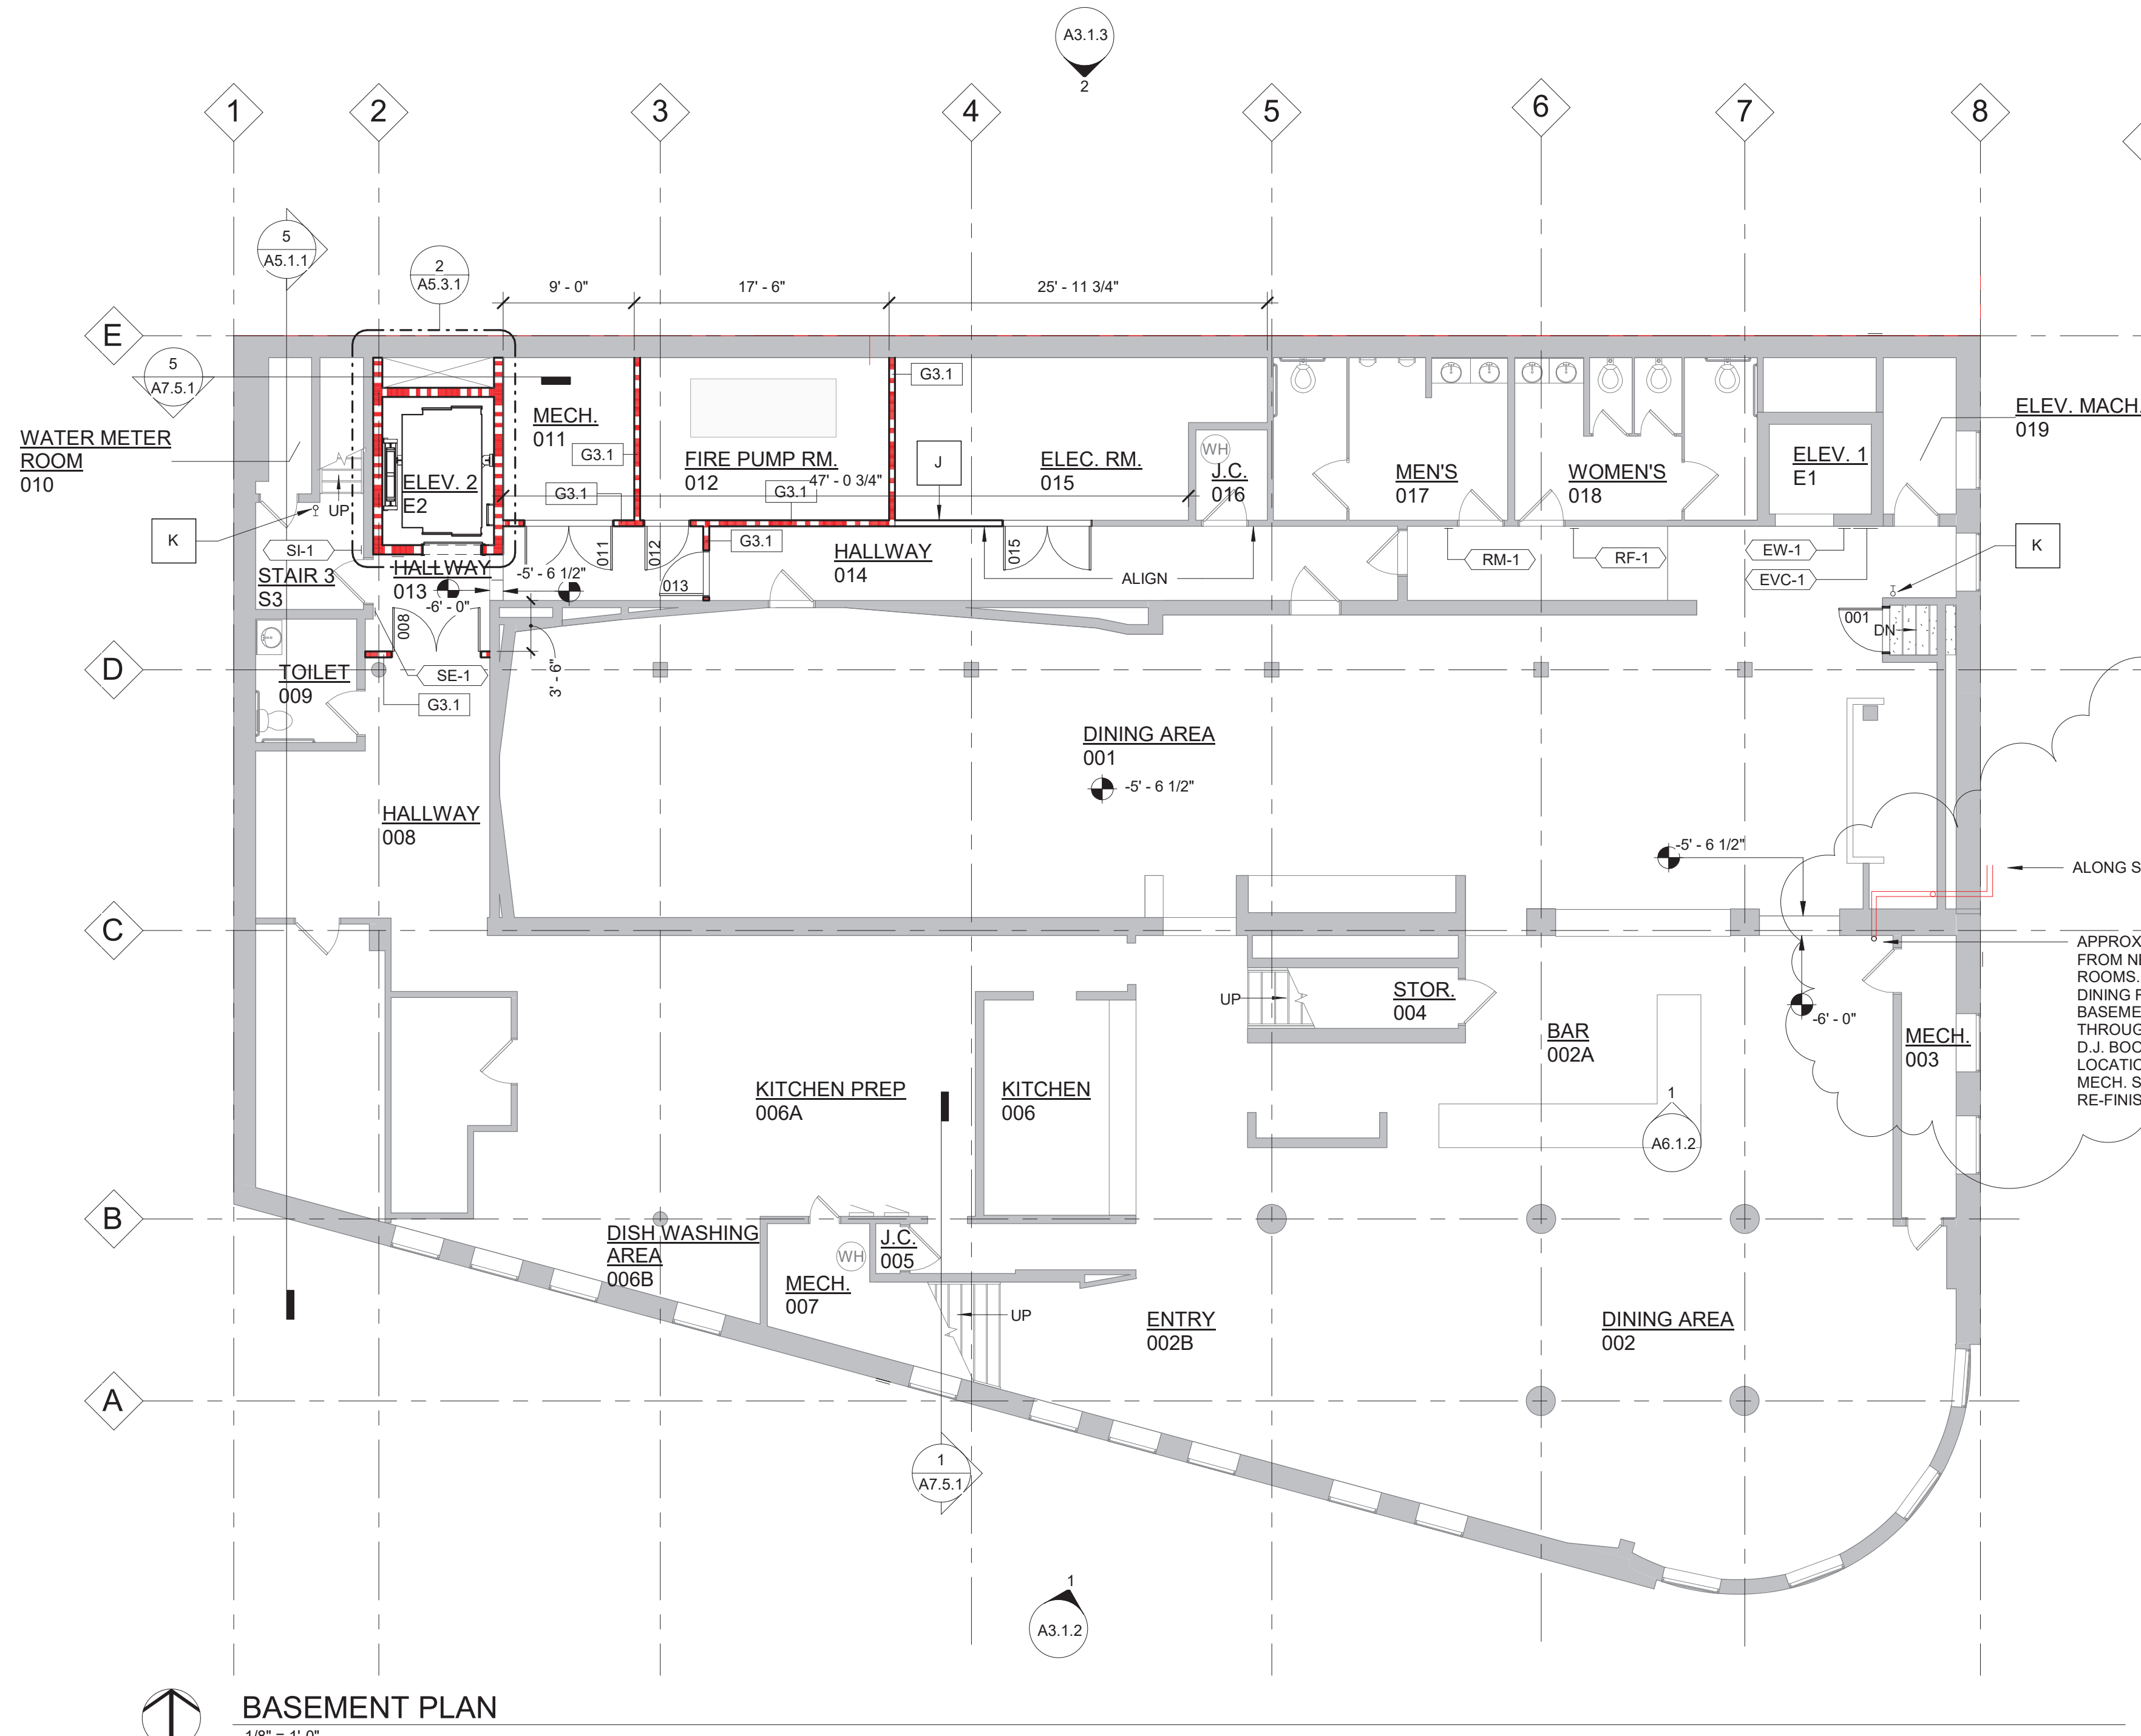 A3.1.3
2
1
2
3
4
5
6
7
8
5
A5.1.1
2
A5.3.1
9' - 0"
17' - 6"
25' - 11 3/4"
E
5
A7.5.1
G3.1
MECH.
011
G3.1
FIRE PUMP RM.
012
J
ELEC. RM.
015
WH
J.C.
016
MEN'S
017
WOMEN'S
018
ELEV. 1
E1
ELEV. MACH.
019
WATER METER
ROOM
010
ELEV. 2
E2
G3.1
G3.1
47' - 0 3/4"
UP
K
SI-1
STAIR 3
S3
HALLWAY
013
-5' - 6 1/2"
-6' - 0"
011
012
G3.1
013
HALLWAY
014
015
ALIGN
RM-1
RF-1
EW-1
EVC-1
K
001
DN
008
D
TOILET
009
SE-1
G3.1
3' - 6"
DINING AREA
001
-5' - 6 1/2"
HALLWAY
008
-5' - 6 1/2"
ALONG S
C
APPROX
ROOMS.
BASEME
THROUG
D.J. BOO
LOCATIO
MECH. S
RE-FINIS
UP
STOR.
004
BAR
002A
-6' - 0"
MECH.
003
KITCHEN PREP
006A
KITCHEN
006
1
A6.1.2
B
DISH WASHING
AREA
006B
WH
J.C.
005
MECH.
007
UP
ENTRY
002B
DINING AREA
002
A
1
A7.5.1
1
A3.1.2
BASEMENT PLAN
1/8" = 1'-0"